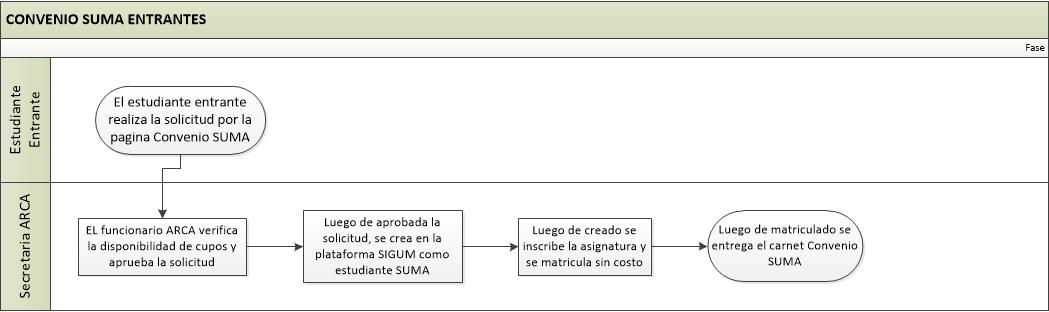 CONVENIO SUMA ENTRANTES
Fase
Estudiante
Entrante
El estudiante entrante
realiza la solicitud por la
pagina Convenio SUMA
Secretaria ARCA
EL funcionario ARCA verifica
la disponibilidad de cupos y
aprueba la solicitud
Luego de aprobada la
solicitud, se crea en la
plataforma SIGUM como
estudiante SUMA
Luego de creado se
inscribe la asignatura y
se matricula sin costo
Luego de matriculado se
entrega el carnet Convenio
SUMA